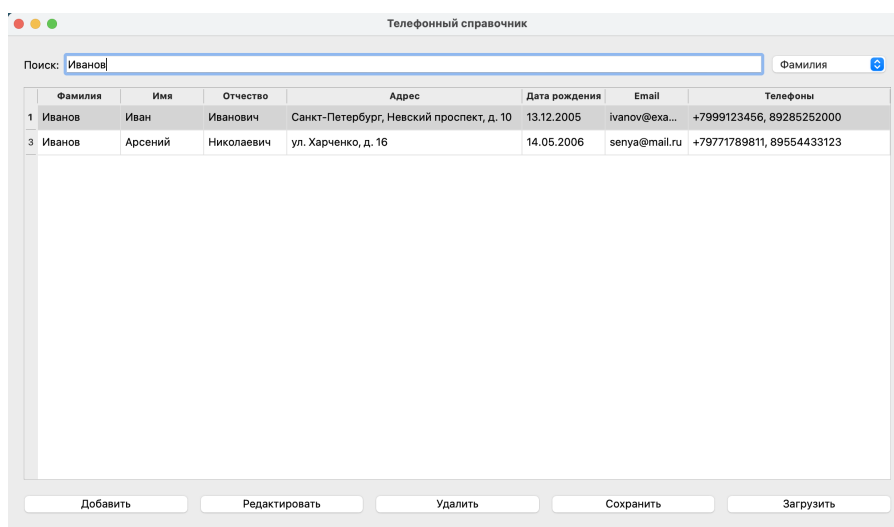 Телефонный справочник
Поиск: Иванов Фамилия
Фамилия Имя Отчество Адрес Дата рождения Email Телефоны
1 Иванов Иван Иванович Санкт-Петербург, Невский проспект, д. 10 13.12.2005 ivanov@exa... +7999123456, 89285252000
3 Иванов Арсений Николаевич ул. Харченко, д. 16 14.05.2006 senya@mail.ru +79771789811, 89554433123
Добавить Редактировать Удалить Сохранить Загрузить